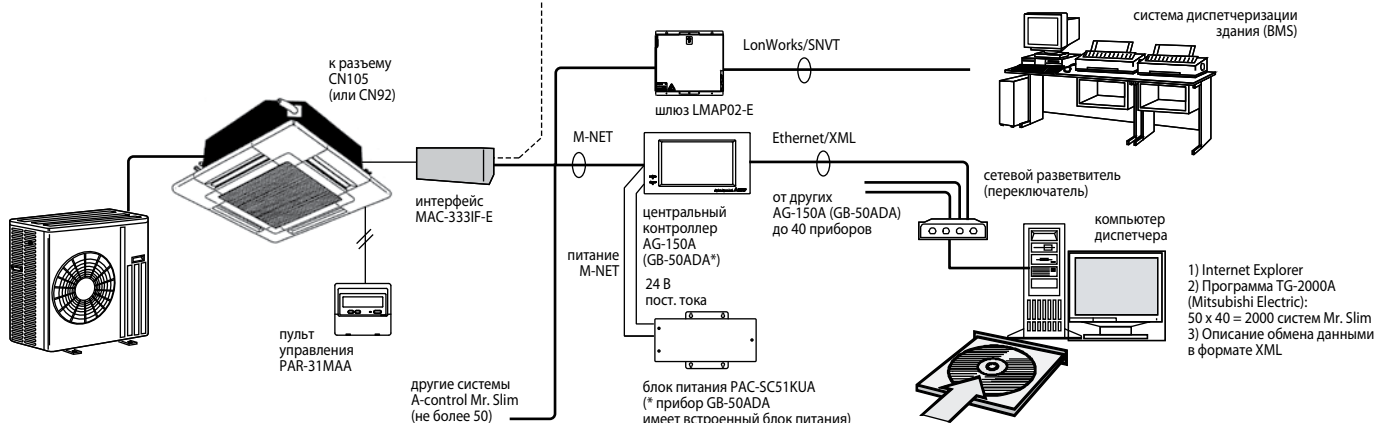 к разъему
CN105
(или CN92)
интерфейс
MAC-333IF-E
пульт
управления
PAR-31MAA
другие системы
A-control Mr. Slim
(не более 50)
M-NET
шлюз LMAP02-E
LonWorks/SNVT
система диспетчеризации
здания (BMS)
Ethernet/XML
центральный
контроллер
AG-150A
(GB-50ADA*)
питание
M-NET
24 В
пост. тока
блок питания PAC-SC51KUA
(* прибор GB-50ADA
имеет встроенный блок питания)
от других
AG-150A (GB-50ADA)
до 40 приборов
сетевой разветвитель
(переключатель)
компьютер
диспетчера
1) Internet Explorer
2) Программа TG-2000A
(Mitsubishi Electric):
50 x 40 = 2000 систем Mr. Slim
3) Описание обмена данными
в формате XML